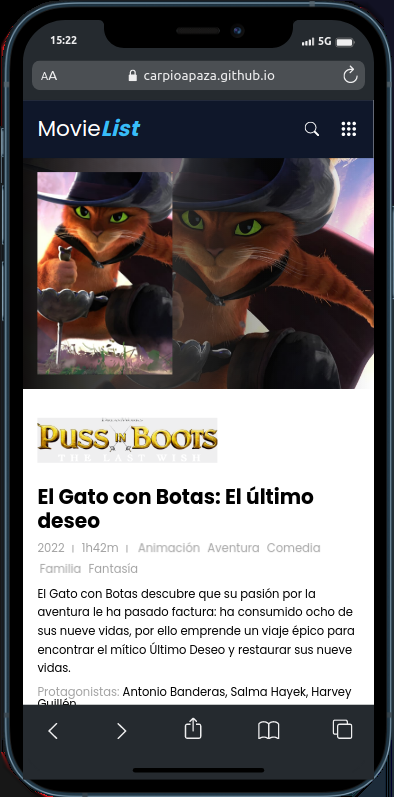 15:22
5G
AA
carpioapaza.github.io
MovieList
PUSS IN BOOTS
THE LAST WISH
El Gato con Botas: El último
deseo
2022 | 1h42m | Animación Aventura Comedia
Familia Fantasía
El Gato con Botas descubre que su pasión por la
aventura le ha pasado factura: ha consumido ocho de
sus nueve vidas, por ello emprende un viaje épico para
encontrar el mítico Último Deseo y restaurar sus nueve
vidas.
Protagonistas: Antonio Banderas, Salma Hayek, Harvey
Guillén